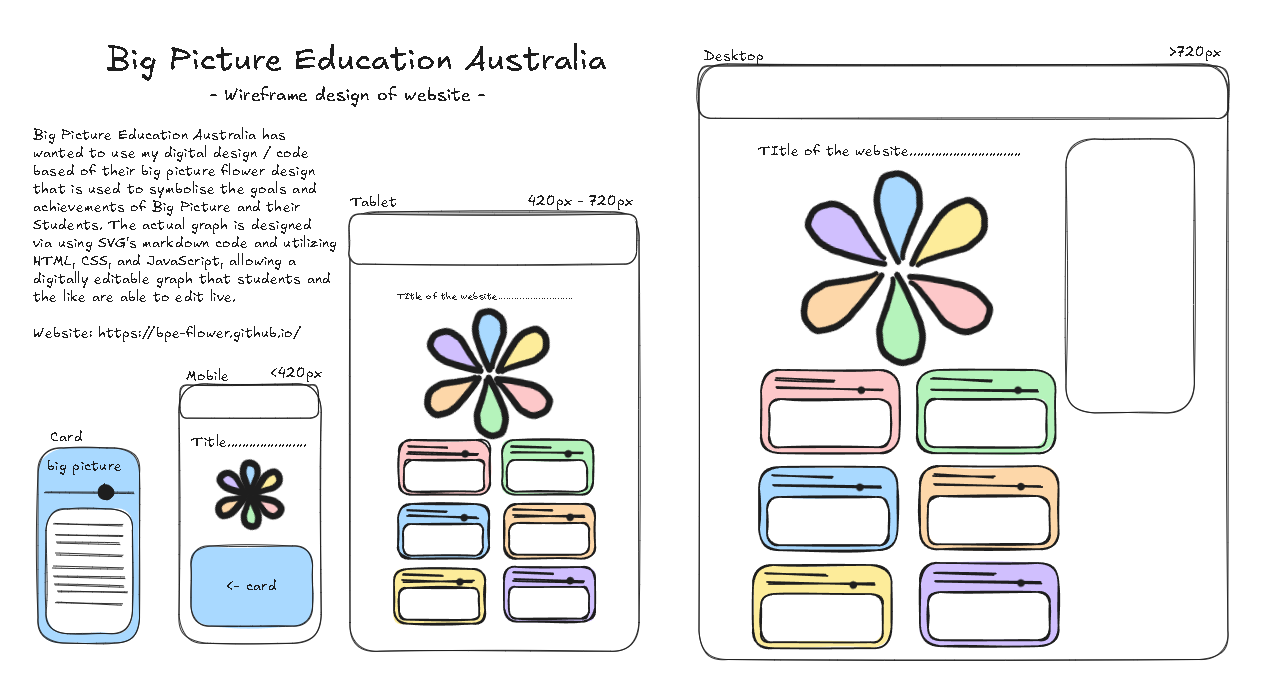 Big Picture Education Australia
- Wireframe design of website -
Big Picture Education Australia has
wanted to use my digital design / code
based of their big picture flower design
that is used to symbolise the goals and
achievements of Big Picture and their
Students. The actual graph is designed
via using SVG's markdown code and utilizing
HTML, CSS, and JavaScript, allowing a
digitally editable graph that students and
the like are able to edit live.
Website: https://bpe-flower.github.io/
Card
big picture
Mobile
<420px
Title......................
<- card
Tablet
420px - 720px
TItle of the website..............................
Desktop
>720px
TItle of the website..............................